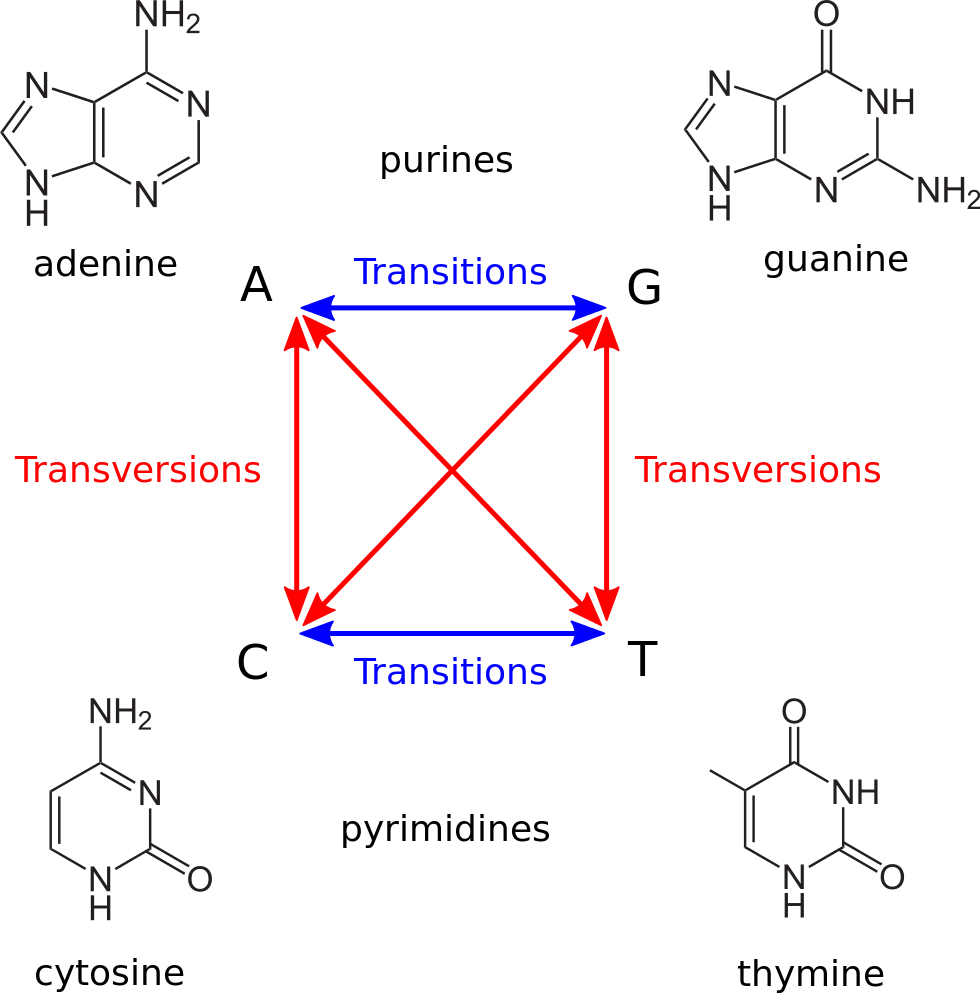 NH2
O
N
N
N
NH
purines
N
H
N
N
H
N
NH2
adenine
guanine
Transitions
A
G
Transversions
Transversions
C
T
Transitions
NH2
O
N
NH
pyrimidines
N
H
O
N
H
O
cytosine
thymine